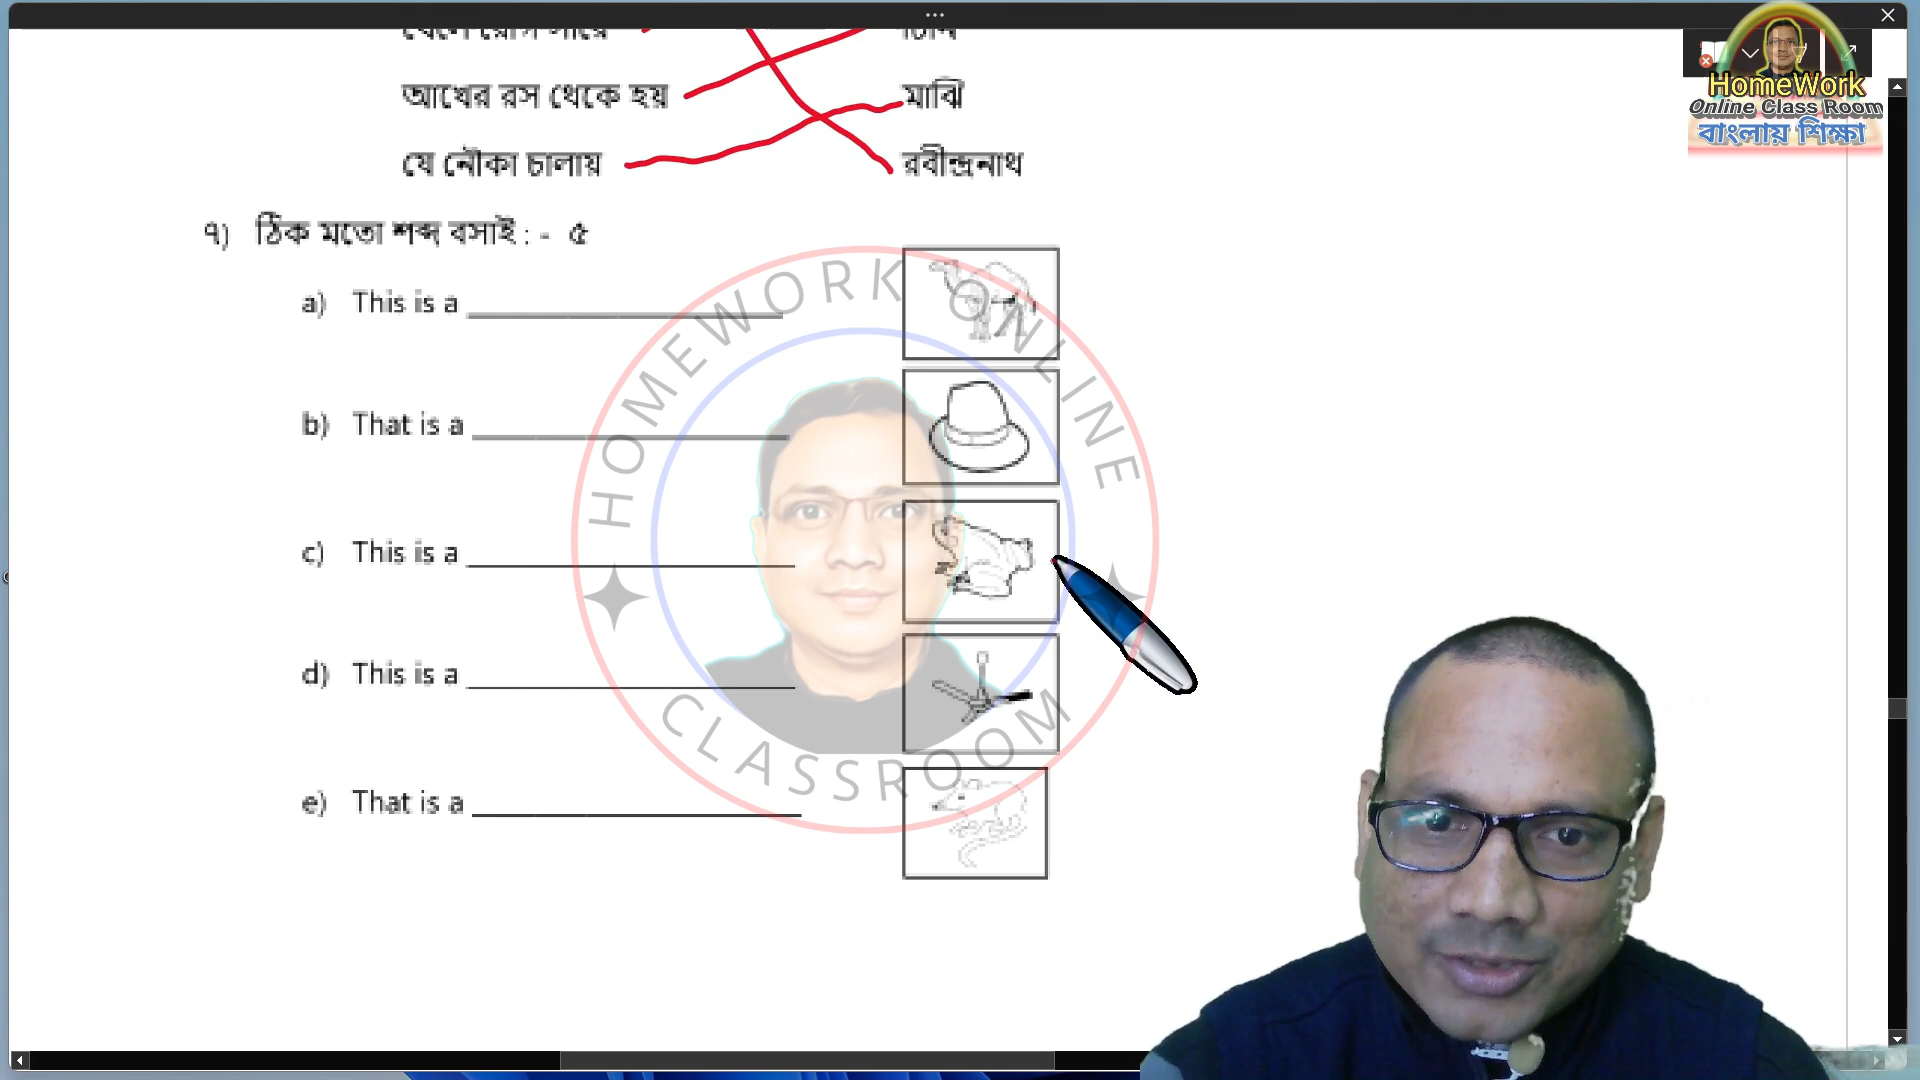 আখের রস থেকে হয়
মাঝি
যে নৌকা চালায়
রবীন্দ্রনাথ
৭) ঠিক মতো শব্দ বসাই : - ৫
a) This is a
b) That is a
c) This is a
d) This is a
e) That is a
HOMEWORK ONLINE
CLASSROOM
HomeWork
Online Class Room
বাংলায় শিক্ষা